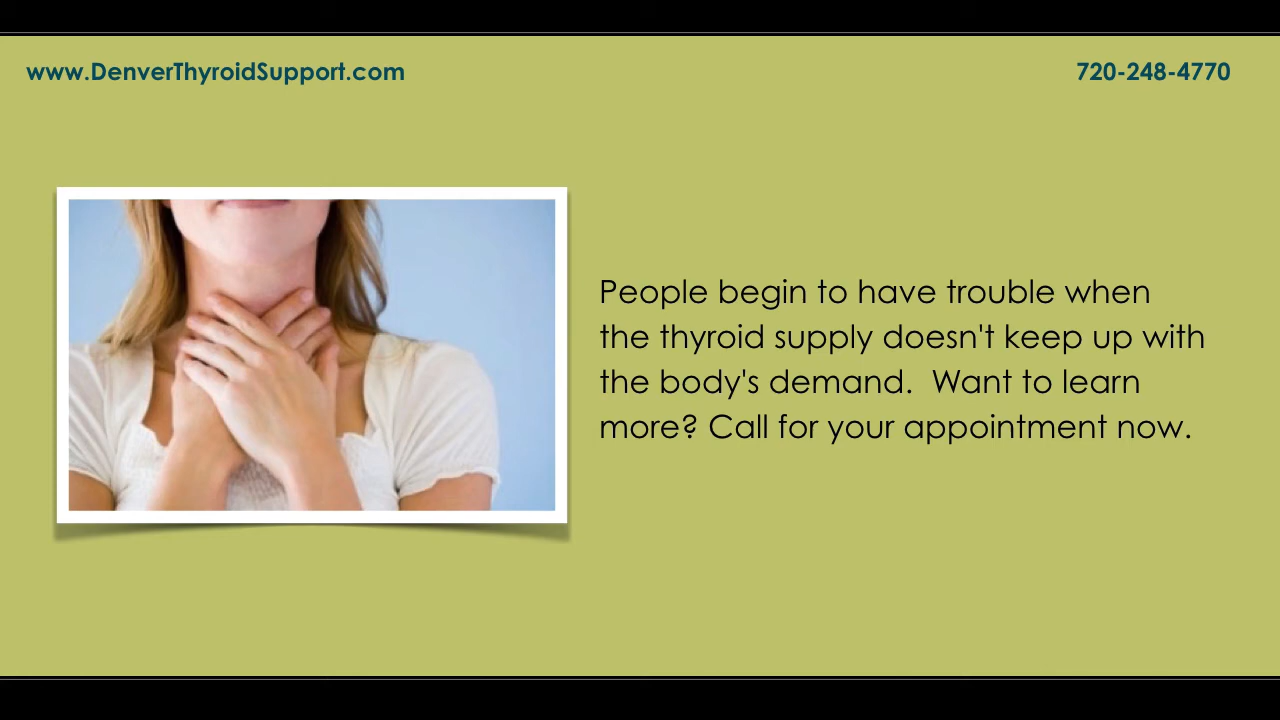 www.DenverThyroidSupport.com
720-248-4770
People begin to have trouble when
the thyroid supply doesn't keep up with
the body's demand.  Want to learn
more? Call for your appointment now.